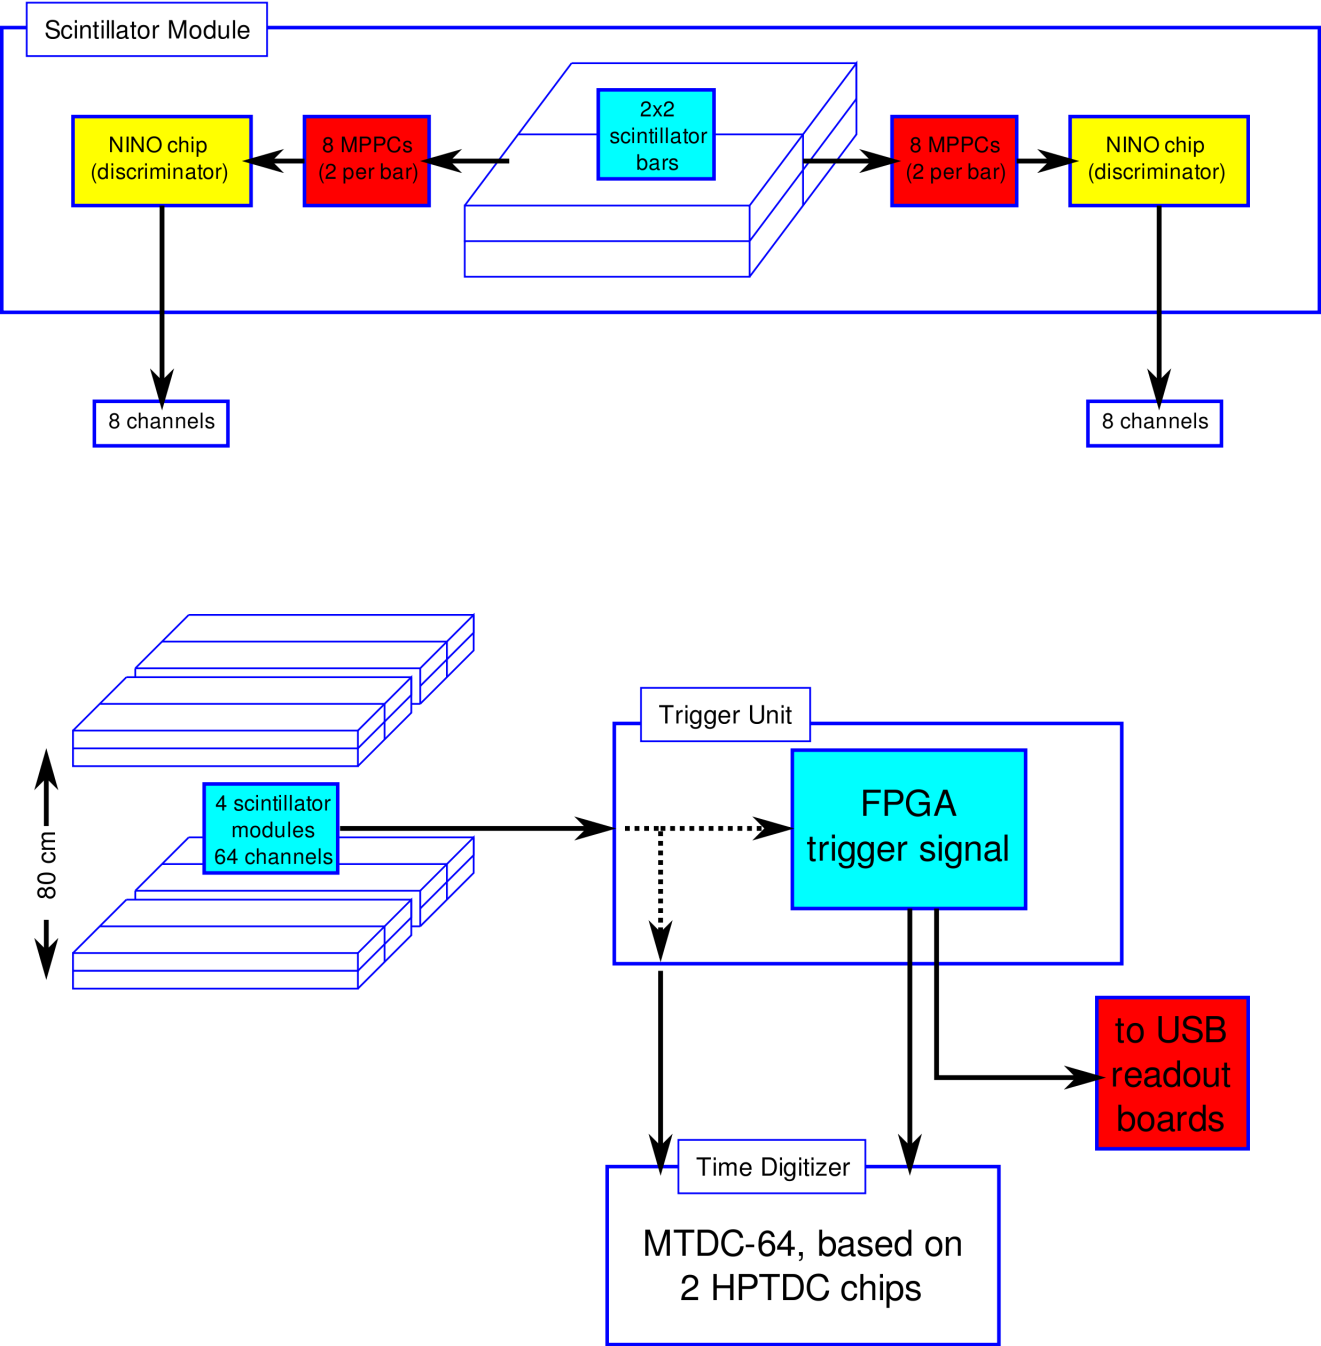 Scintillator Module
NINO chip
(discriminator)
8 MPPCs
(2 per bar)
2x2
scintillator
bars
8 MPPCs
(2 per bar)
NINO chip
(discriminator)
8 channels
8 channels
80 cm
4 scintillator
modules
64 channels
Trigger Unit
FPGA
trigger signal
to USB
readout
boards
Time Digitizer
MTDC-64, based on
2 HPTDC chips